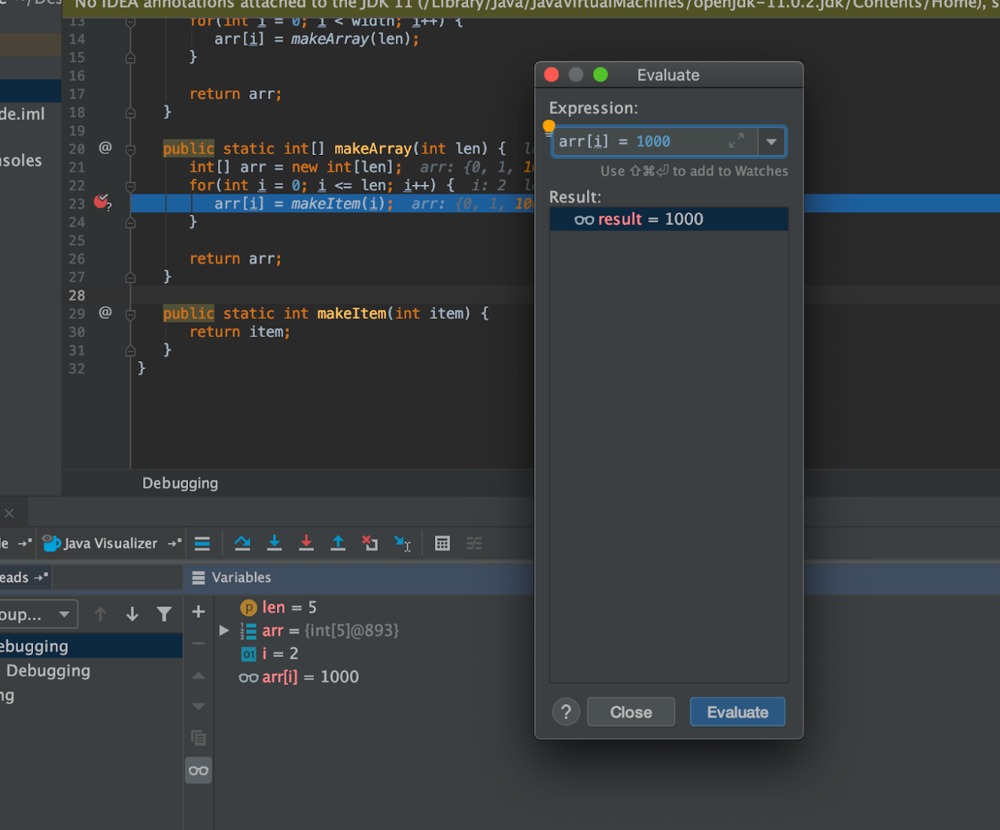 No IDEA annotations attached to the JDK 11 (/Library/Java/JavaVirtualMachines/openjdk-11.0.2.jdk/Contents/Home), s
13 for(int i = 0; i < width; i++) {
14 arr[i] = makeArray(len);
15 }
16
17 return arr;
18 }
19
20 @ public static int[] makeArray(int len) {
21 int[] arr = new int[len]; arr: {0, 1, 10
22 for(int i = 0; i <= len; i++) { i: 2
23 arr[i] = makeItem(i); arr: {0, 1, 10
24 }
25
26 return arr;
27 }
28
29 @ public static int makeItem(int item) {
30 return item;
31 }
32 }
de.iml
nsoles
Evaluate
Expression:
arr[i] = 1000
Use ⇧⌘⏎ to add to Watches
Result:
result = 1000
? Close Evaluate
Debugging
le Java Visualizer
eads Variables
oup...
ebugging
Debugging
ng
p len = 5
arr = {int[5]@893}
01 i = 2
arr[i] = 1000